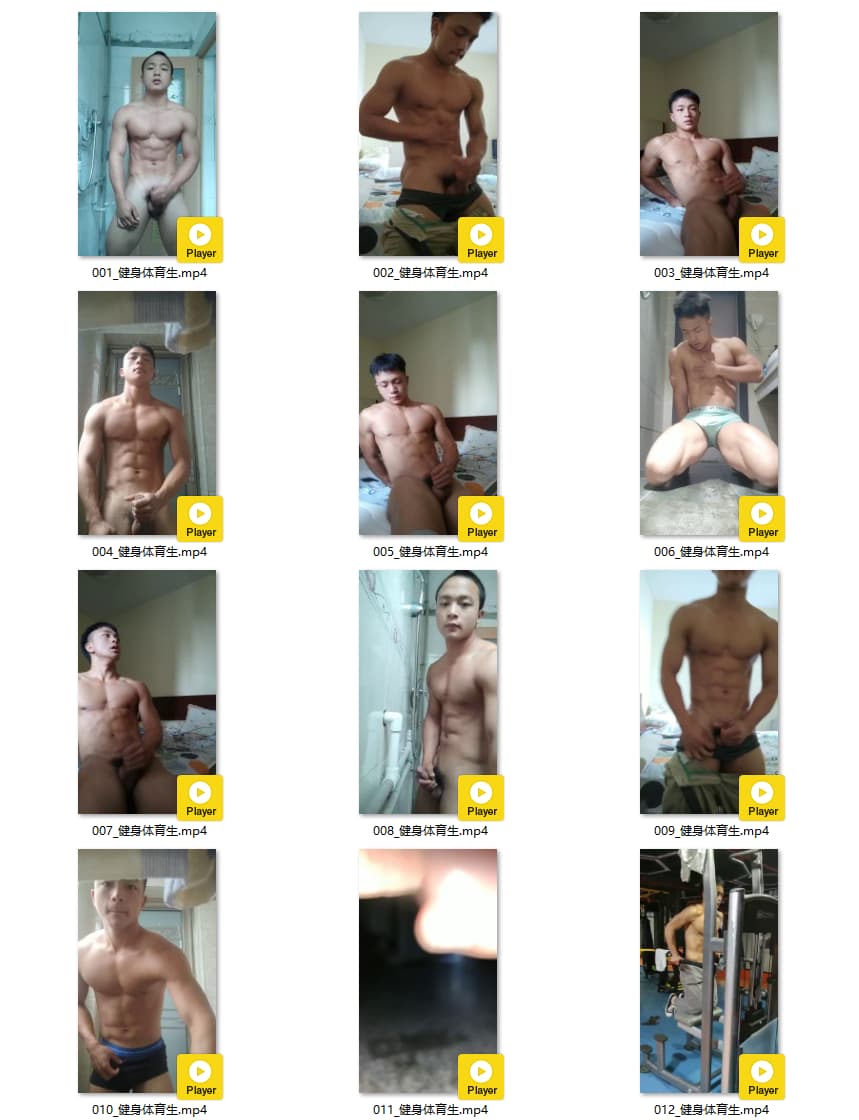 Player
Player
Player
001_健身体育生.mp4
002_健身体育生.mp4
003_健身体育生.mp4
Player
Player
Player
004_健身体育生.mp4
005_健身体育生.mp4
006_健身体育生.mp4
Player
Player
Player
007_健身体育生.mp4
008_健身体育生.mp4
009_健身体育生.mp4
Player
Player
Player
010_健身体育生.mp4
011_健身体育生.mp4
012_健身体育生.mp4